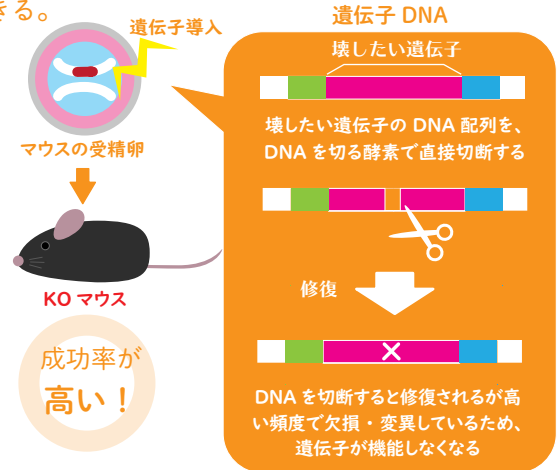 きる。
遺伝子導入
マウスの受精卵
KO マウス
成功率が
高い！
遺伝子 DNA
壊したい遺伝子
壊したい遺伝子の DNA 配列を、
DNA を切る酵素で直接切断する
修復
DNA を切断すると修復されるが高
い頻度で欠損・変異しているため、
遺伝子が機能しなくなる